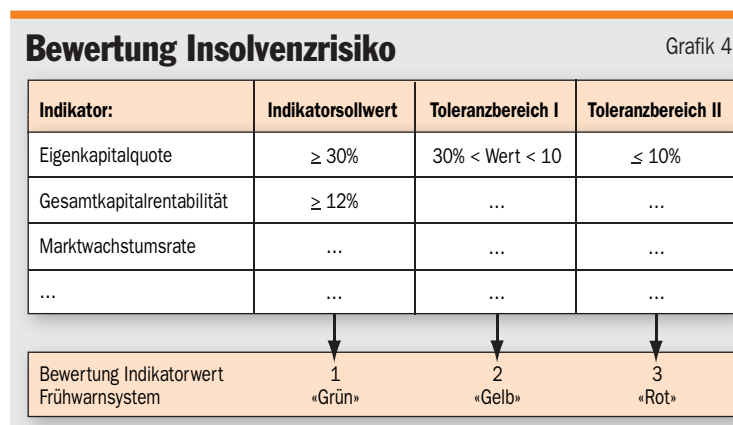 Bewertung Insolvenzrisiko Grafik 4
Indikator: Indikatorsollwert Toleranzbereich I Toleranzbereich II
Eigenkapitalquote ≥ 30% 30% < Wert < 10 ≤ 10%
Gesamtkapitalrentabilität ≥ 12% ... ...
Marktwachstumsrate ... ... ...
... ... ... ...
Bewertung Indikatorwert 1 2 3
Frühwarnsystem «Grün» «Gelb» «Rot»